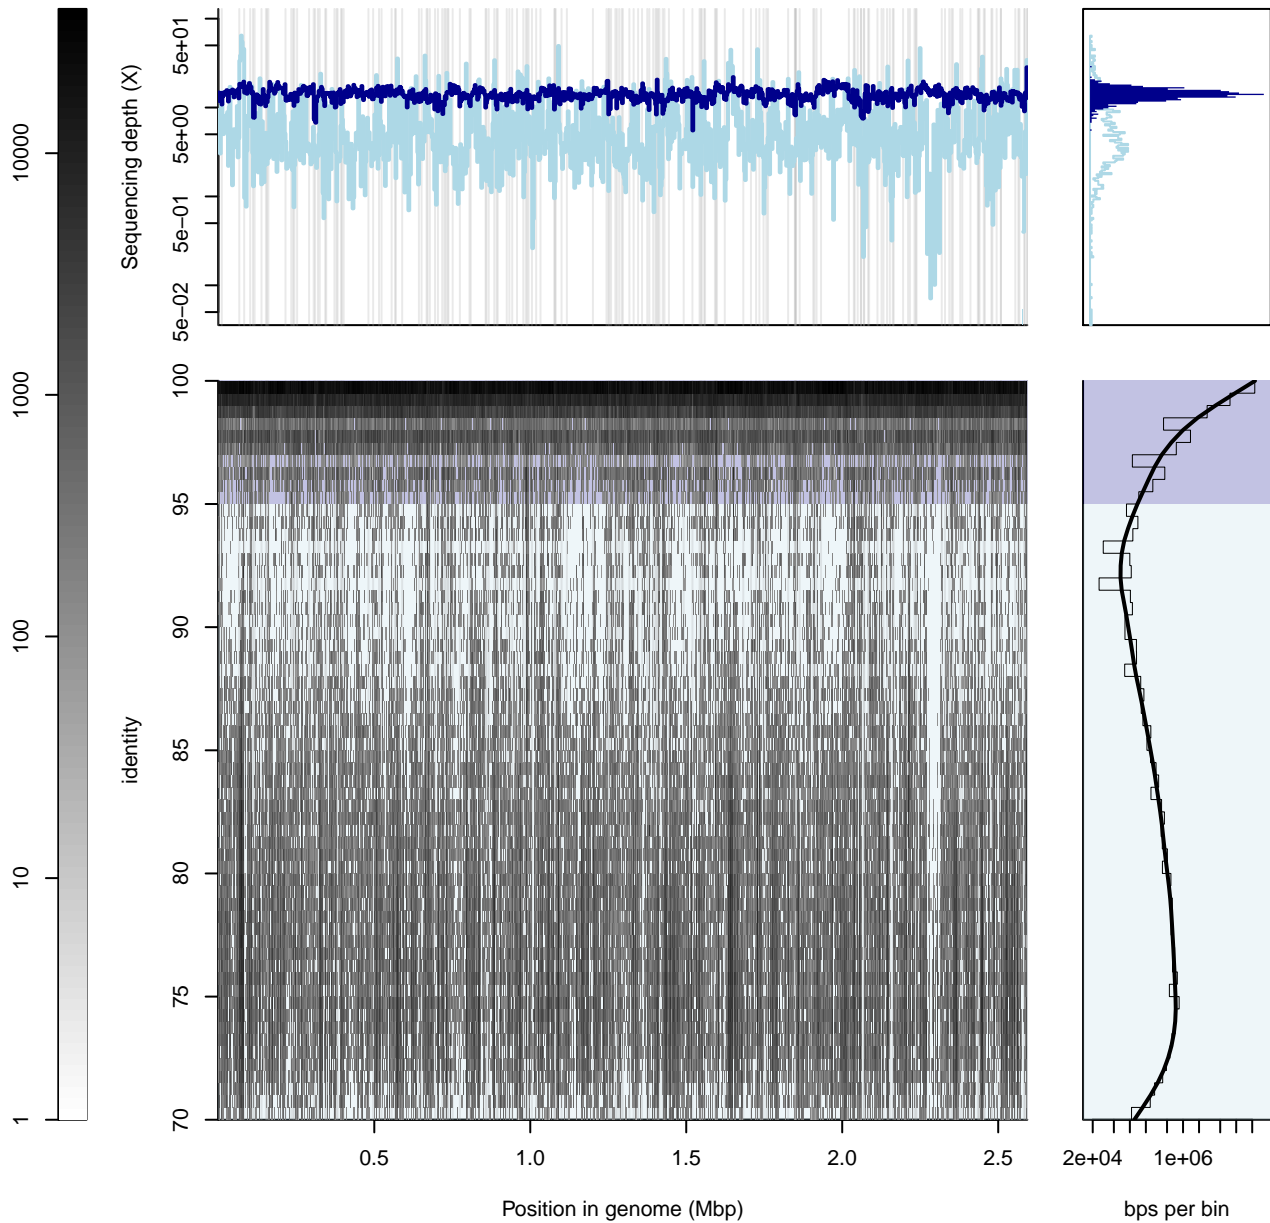 10000
1000
100
10
1
Sequencing depth (X)
5e+01
5e+00
5e−01
5e−02
identity
100
95
90
85
80
75
70
0.5 1.0 1.5 2.0 2.5
Position in genome (Mbp)
2e+04 1e+06
bps per bin